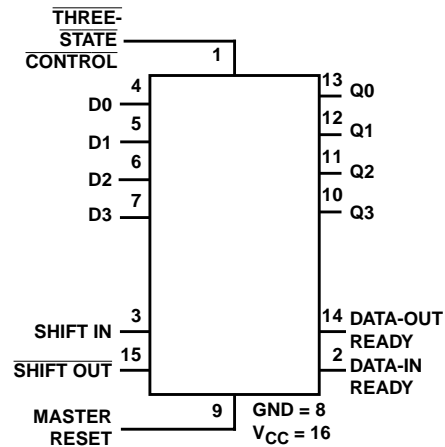 THREE-
STATE
CONTROL
1
4
D0
5
D1
6
D2
7
D3
13
Q0
12
Q1
11
Q2
10
Q3
3
SHIFT IN
15
SHIFT OUT
14
DATA-OUT
READY
2
DATA-IN
READY
9
MASTER
RESET
GND = 8
VCC = 16